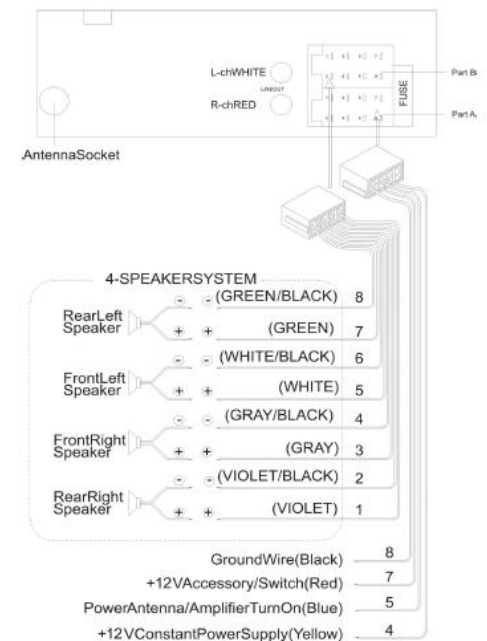 L-chWHITE
LINEOUT
R-chRED
FUSE
Part B
Part A
AntennaSocket
4-SPEAKERSYSTEM
RearLeft
Speaker
- - (GREEN/BLACK) 8
+ + (GREEN) 7
FrontLeft
Speaker
- - (WHITE/BLACK) 6
+ + (WHITE) 5
FrontRight
Speaker
- - (GRAY/BLACK) 4
+ + (GRAY) 3
RearRight
Speaker
- - (VIOLET/BLACK) 2
+ + (VIOLET) 1
GroundWire(Black) 8
+12VAccessory/Switch(Red) 7
PowerAntenna/AmplifierTurnOn(Blue) 5
+12VConstantPowerSupply(Yellow) 4